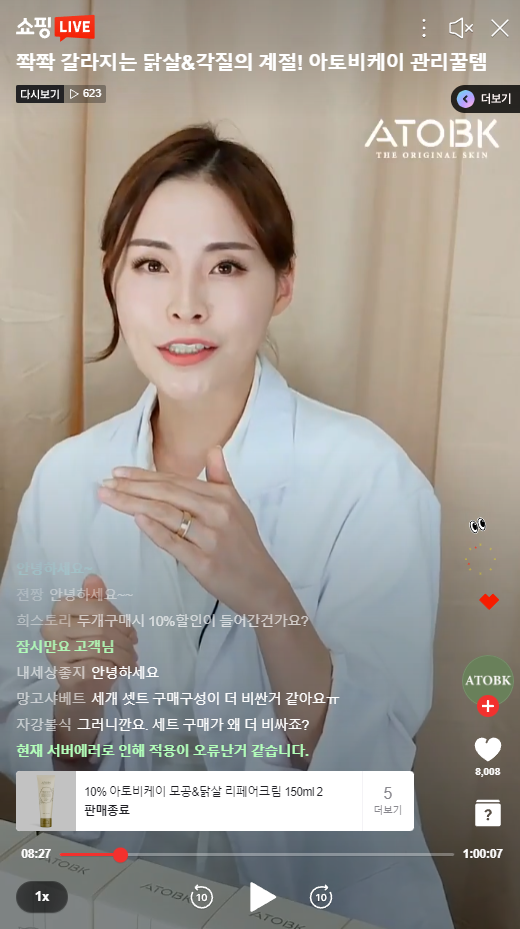 쇼핑 LIVE
쫙쫙 갈라지는 닭살&각질의 계절! 아토비케이 관리꿀템
다시보기 ▷ 623
더보기
ATOBK
THE ORIGINAL SKIN
안녕하세요~
전짱 안녕하세요~~
희스토리 두개구매시 10%할인이 들어간건가요?
잠시만요 고객님
내세상좋지 안녕하세요
망고샤베트 세개 셋트 구매구성이 더 비싼거 같아요ㅠ
자강불식 그러니깐요. 세트 구매가 왜 더 비싸죠?
현재 서버에러로 인해 적용이 오류난거 같습니다.
ATOBK
8,008
10% 아토비케이 모공&닭살 리페어크림 150ml 2
판매종료
5
더보기
?
08:27
1:00:07
1x
10
10
ATOBK
ATOBK
ATOBK